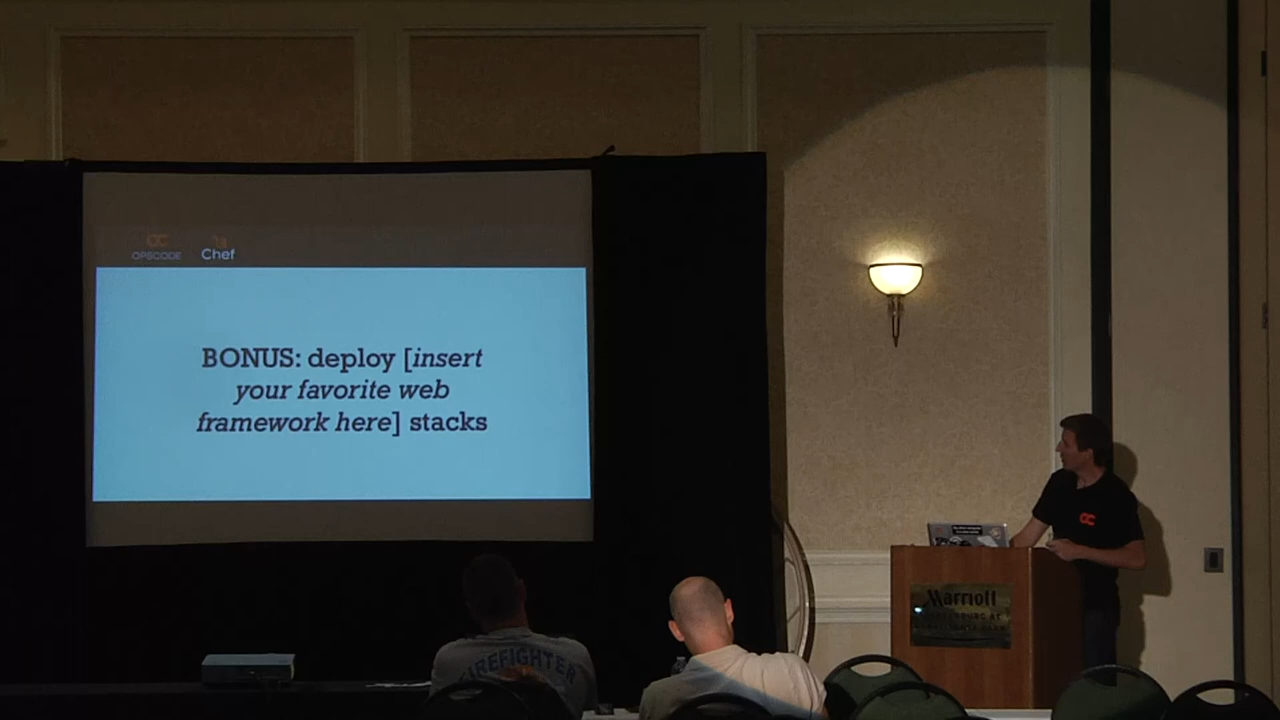 OPSCODE
Chef
BONUS: deploy [insert
your favorite web
framework here] stacks
Marriott
FIREFIGHTER